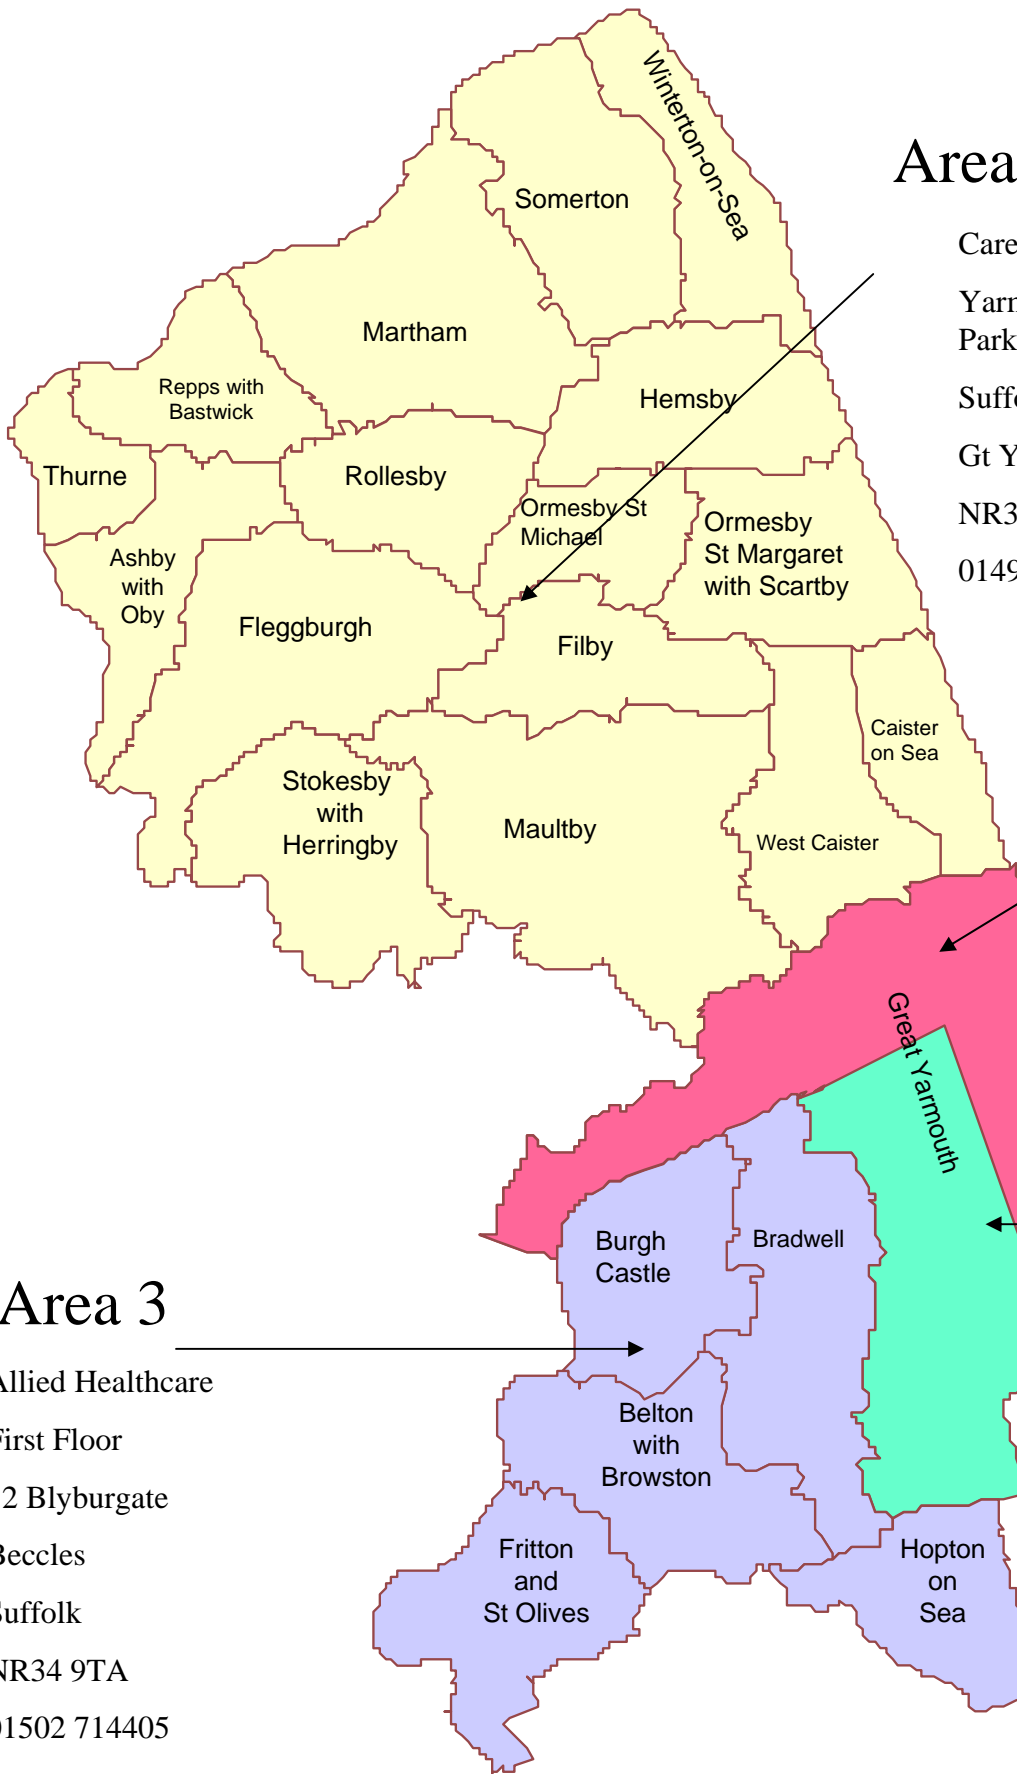 Winterton-on-Sea
Area
Somerton
Care
Martham
Park
Repps with
Bastwick
Hemsby
Thurne
Rollesby
Gt Y
Ormesby St
Michael
Ormesby
St Margaret
with Scartby
NR3
0149
Ashby
with
Oby
Fleggburgh
Filby
Caister
on Sea
Stokesby
with
Herringby
Maultby
West Caister
Great Yarmouth
Burgh
Castle
Bradwell
Area 3
Allied Healthcare
First Floor
2 Blyburgate
Beccles
Suffolk
NR34 9TA
01502 714405
Belton
with
Browston
Fritton
and
St Olives
Hopton
on
Sea